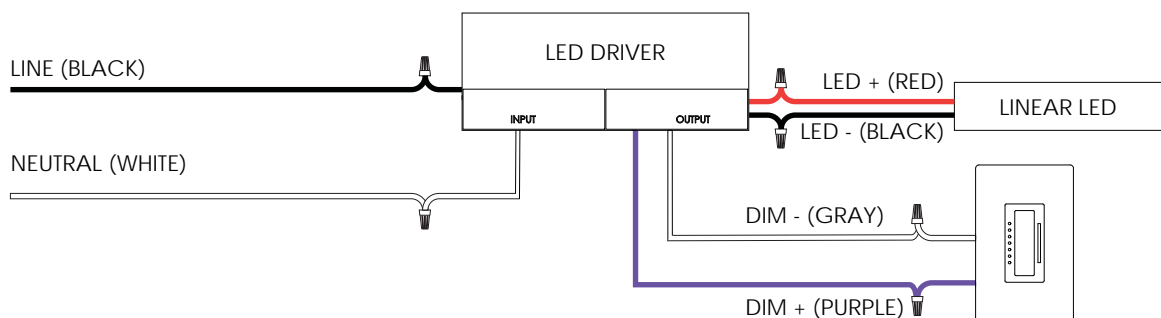 LED DRIVER
LINE (BLACK)
LED + (RED)
LINEAR LED
INPUT
OUTPUT
LED - (BLACK)
NEUTRAL (WHITE)
DIM - (GRAY)
DIM + (PURPLE)